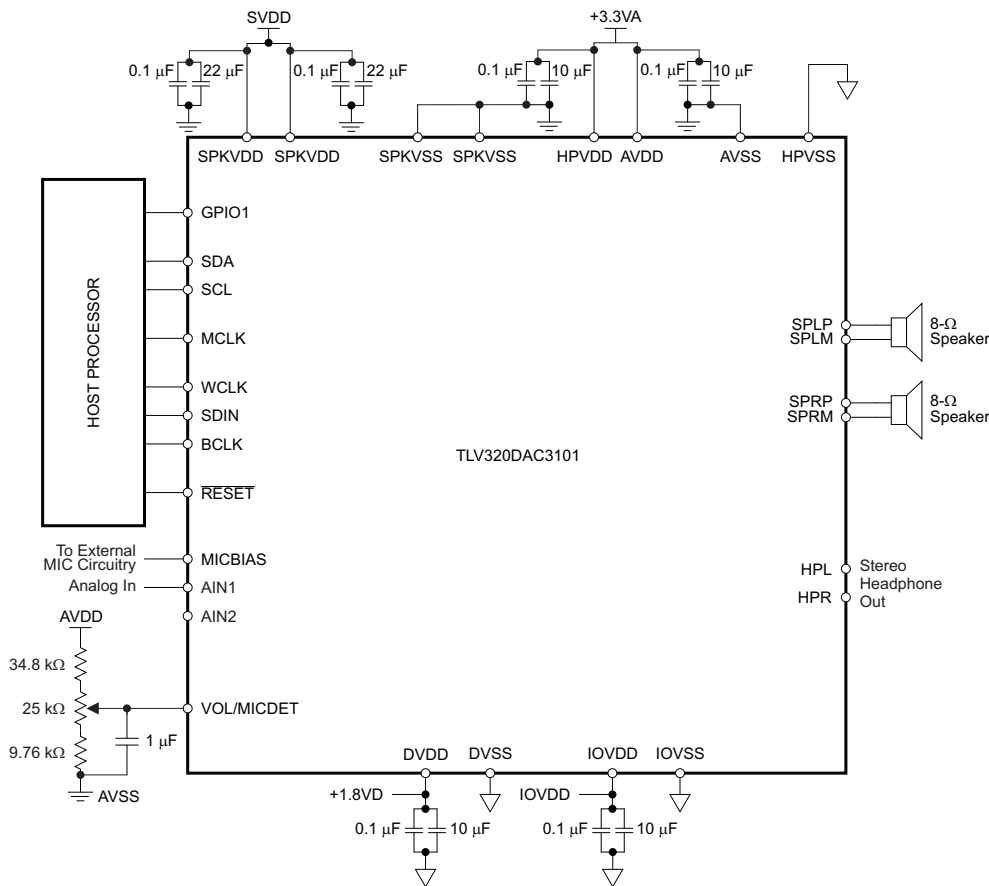 SVDD
+3.3VA
0.1 μF
22 μF
0.1 μF
22 μF
0.1 μF
10 μF
0.1 μF
10 μF
SPKVDD
SPKVDD
SPKVSS
SPKVSS
HPVDD
AVDD
AVSS
HPVSS
HOST PROCESSOR
GPIO1
SDA
SCL
MCLK
WCLK
SDIN
BCLK
RESET
SPLP
SPLM
8-Ω
Speaker
SPRP
SPRM
8-Ω
Speaker
TLV320DAC3101
To External
MIC Circuitry
MICBIAS
Analog In
AIN1
AIN2
HPL
HPR
Stereo
Headphone
Out
AVDD
34.8 kΩ
25 kΩ
9.76 kΩ
VOL/MICDET
1 μF
AVSS
DVDD
DVSS
IOVDD
IOVSS
+1.8VD
IOVDD
0.1 μF
10 μF
0.1 μF
10 μF